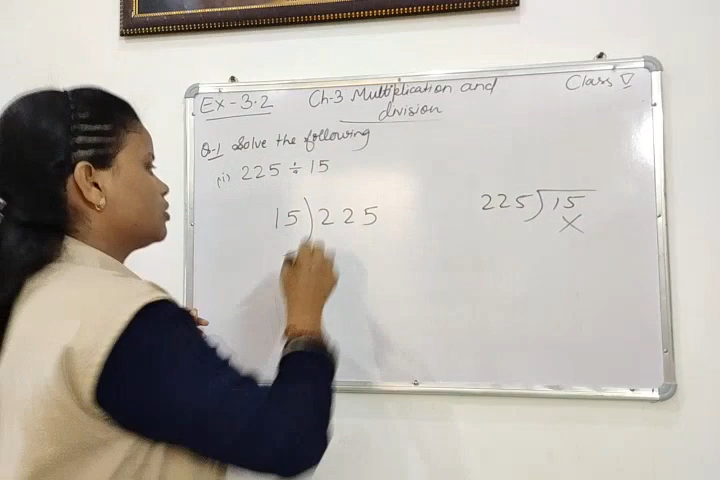 Ex-3.2 Ch-3 Multiplication and division Class V
Q-1 Solve the following
(i) 225 ÷ 15
15)225
225)15
X